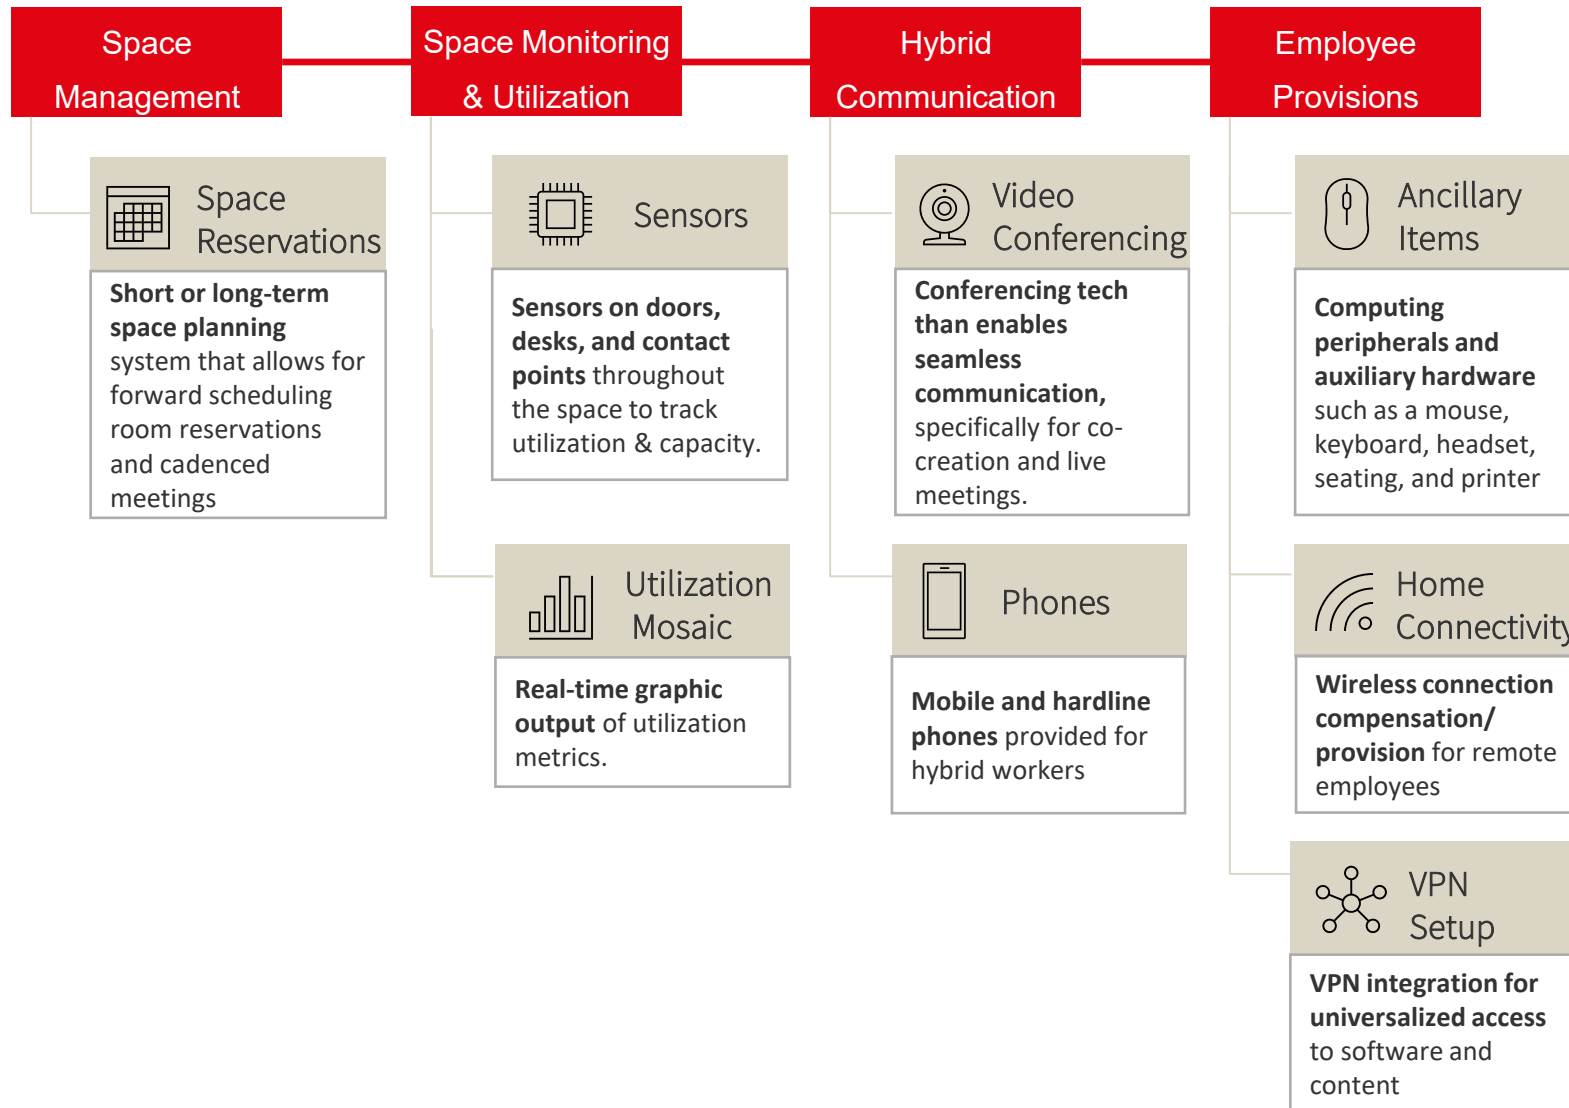 Space
Management
Space Monitoring
& Utilization
Hybrid
Communication
Employee
Provisions
Space
Reservations
Short or long-term
space planning
system that allows for
forward scheduling
room reservations
and cadenced
meetings
Sensors
Sensors on doors,
desks, and contact
points throughout
the space to track
utilization & capacity.
Utilization
Mosaic
Real-time graphic
output of utilization
metrics.
Video
Conferencing
Conferencing tech
than enables
seamless
communication,
specifically for co-
creation and live
meetings.
Phones
Mobile and hardline
phones provided for
hybrid workers
Ancillary
Items
Computing
peripherals and
auxiliary hardware
such as a mouse,
keyboard, headset,
seating, and printer
Home
Connectivity
Wireless connection
compensation/
provision for remote
employees
VPN
Setup
VPN integration for
universalized access
to software and
content